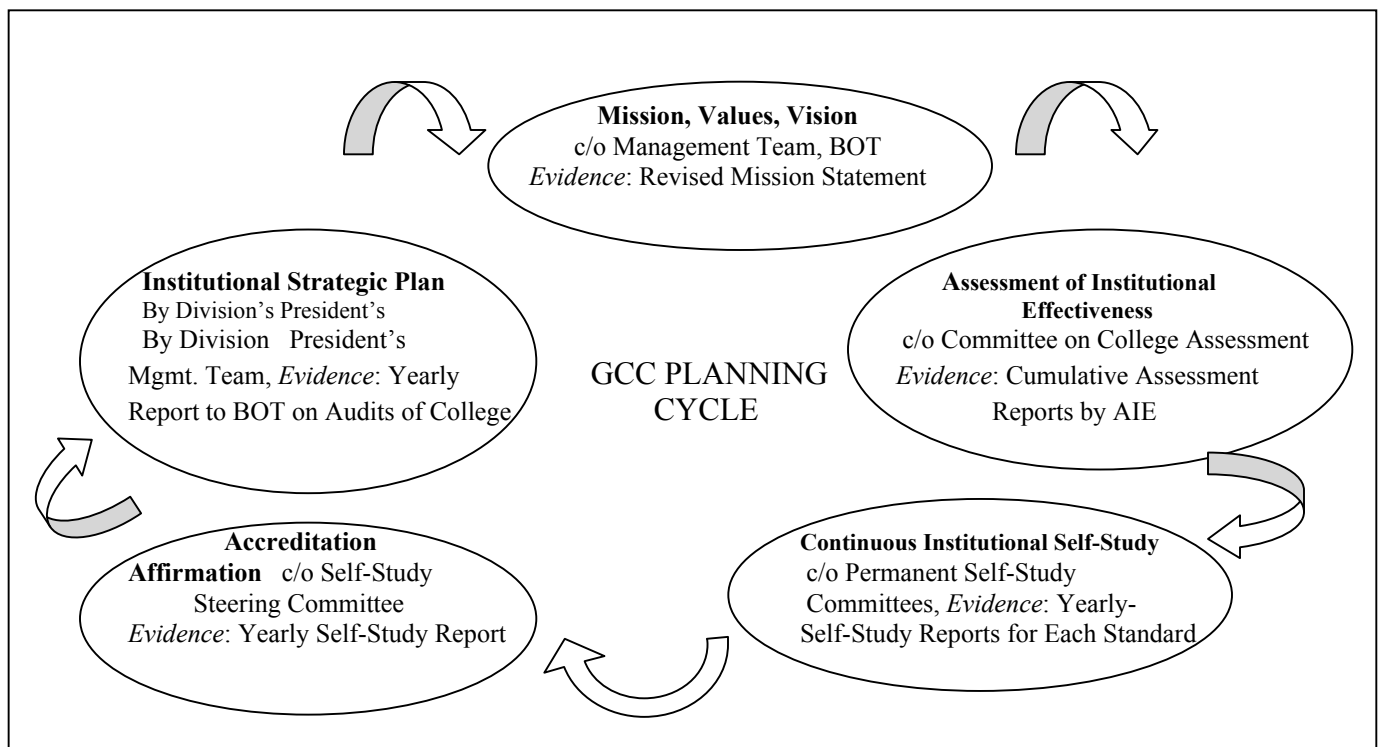 Mission, Values, Vision
c/o Management Team, BOT
Evidence: Revised Mission Statement
Institutional Strategic Plan
By Division's President's
By Division President's
Mgmt. Team, Evidence: Yearly
Report to BOT on Audits of College
GCC PLANNING
CYCLE
Assessment of Institutional
Effectiveness
c/o Committee on College Assessment
Evidence: Cumulative Assessment
Reports by AIE
Accreditation
Affirmation c/o Self-Study
Steering Committee
Evidence: Yearly Self-Study Report
Continuous Institutional Self-Study
c/o Permanent Self-Study
Committees, Evidence: Yearly-
Self-Study Reports for Each Standard